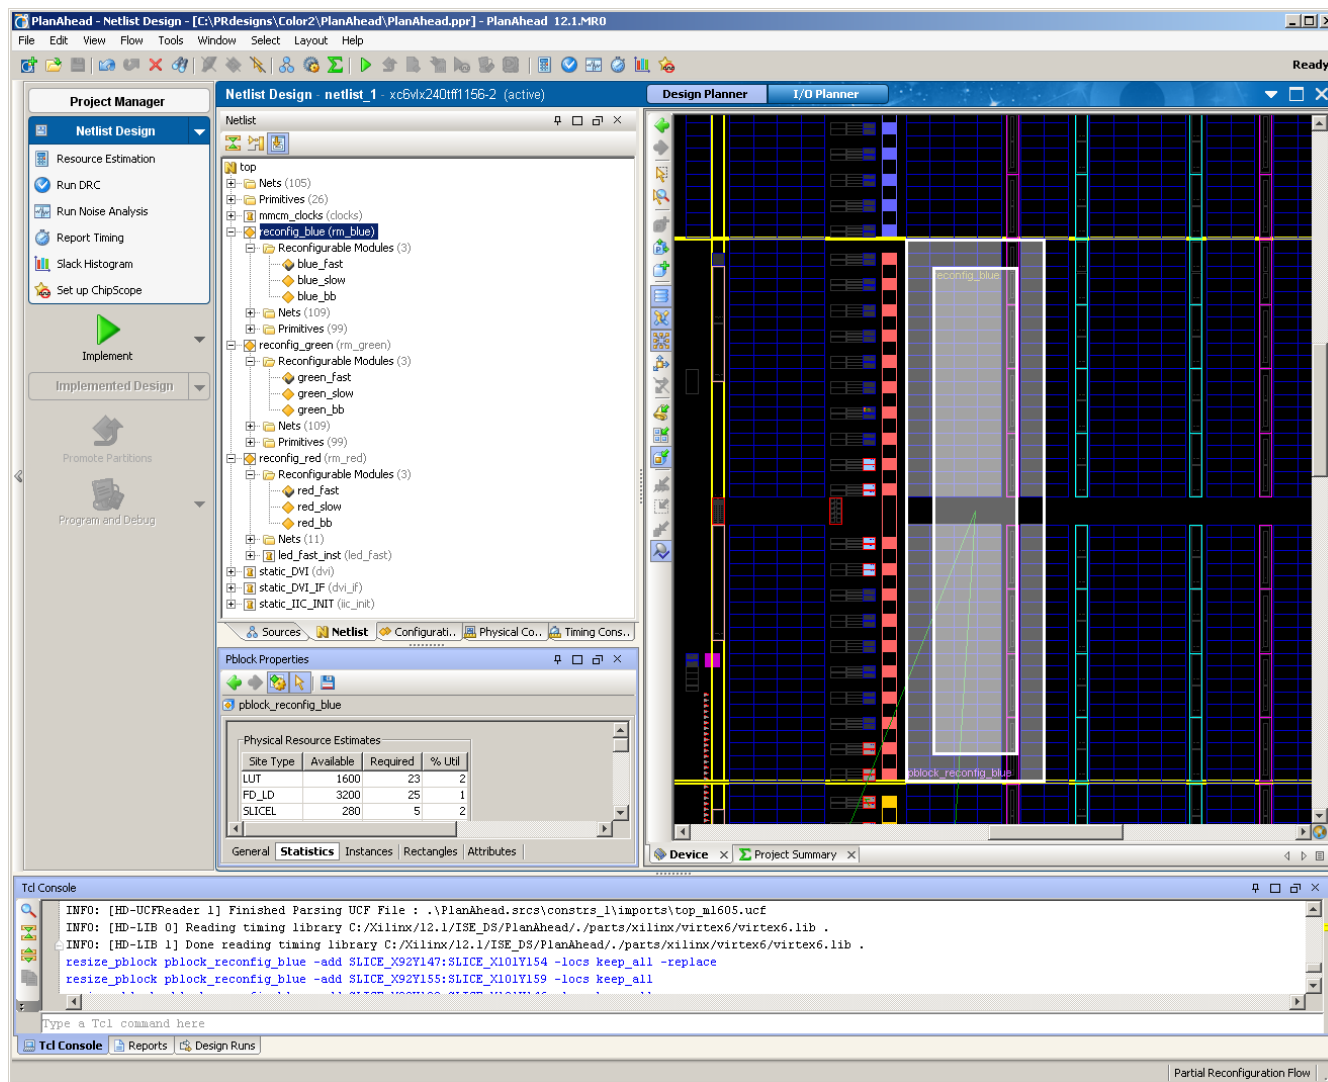 PlanAhead - Netlist Design - [C:\PRdesigns\Color2\PlanAhead\PlanAhead.ppr] - PlanAhead 12.1.MR0
File Edit View Flow Tools Window Select Layout Help
Ready
Project Manager
Netlist Design
Resource Estimation
Run DRC
Run Noise Analysis
Report Timing
Slack Histogram
Set up ChipScope
Implement
Implemented Design
Promote Partitions
Program and Debug
Netlist Design - netlist_1 - xc6vlx240tff1156-2 (active)
Design Planner
I/O Planner
Netlist
top
Nets (105)
Primitives (26)
mmcm_clocks (clocks)
reconfig_blue (rm_blue)
Reconfigurable Modules (3)
blue_fast
blue_slow
blue_bb
Nets (109)
Primitives (99)
reconfig_green (rm_green)
Reconfigurable Modules (3)
green_fast
green_slow
green_bb
Nets (109)
Primitives (99)
reconfig_red (rm_red)
Reconfigurable Modules (3)
red_fast
red_slow
red_bb
Nets (11)
led_fast_inst (led_fast)
static_DVI (dvi)
static_DVI_IF (dvi_if)
static_IIC_INIT (iic_init)
Sources Netlist Configurati.. Physical Co.. Timing Cons..
Pblock Properties
pblock_reconfig_blue
Physical Resource Estimates
Site Type Available Required % Util
LUT 1600 23 2
FD_LD 3200 25 1
SLICEL 280 5 2
General Statistics Instances Rectangles Attributes
reconfig_blue
pblock_reconfig_blue
Device Project Summary
Tcl Console
INFO: [HD-UCFReader 1] Finished Parsing UCF File : .\PlanAhead.srcs\constrs_1\imports\top_ml605.ucf
INFO: [HD-LIB 0] Reading timing library C:/Xilinx/12.1/ISE_DS/PlanAhead/./parts/xilinx/virtex6/virtex6.lib .
INFO: [HD-LIB 1] Done reading timing library C:/Xilinx/12.1/ISE_DS/PlanAhead/./parts/xilinx/virtex6/virtex6.lib .
resize_pblock pblock_reconfig_blue -add SLICE_X92Y147:SLICE_X101Y154 -locs keep_all -replace
resize_pblock pblock_reconfig_blue -add SLICE_X92Y155:SLICE_X101Y159 -locs keep_all
Type a Tcl command here
Tcl Console Reports Design Runs
Partial Reconfiguration Flow